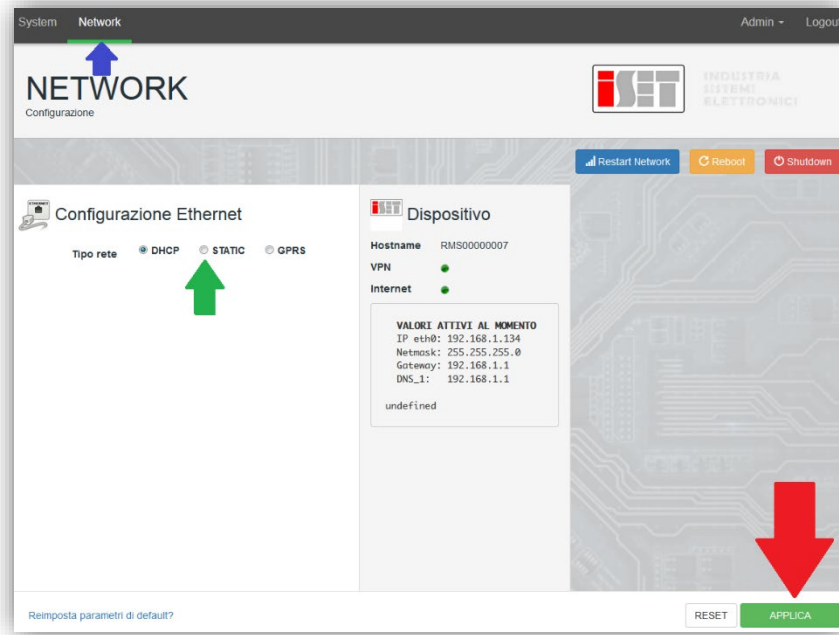 System Network Admin Logout
NETWORK
Configurazione
iSET
INDUSTRIA
SISTEMI
ELETTRONICI
Restart Network Reboot Shutdown
Configurazione Ethernet
Tipo rete DHCP STATIC GPRS
iSET Dispositivo
Hostname RMS00000007
VPN
Internet
VALORI ATTIVI AL MOMENTO
IP eth0: 192.168.1.134
Netmask: 255.255.255.0
Gateway: 192.168.1.1
DNS_1: 192.168.1.1
undefined
Reimposta parametri di default?
RESET APPLICA